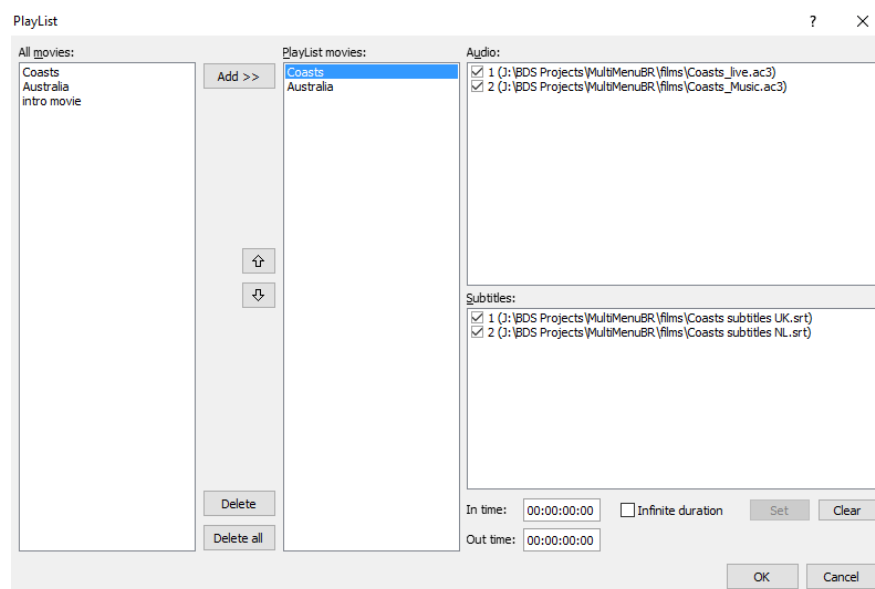 PlayList
? ×
All movies:
Coasts
Australia
intro movie
Add >>
Delete
Delete all
PlayList movies:
Coasts
Australia
Audio:
1 (J:\BDS Projects\MultiMenuBR\films\Coasts_live.ac3)
2 (J:\BDS Projects\MultiMenuBR\films\Coasts_Music.ac3)
Subtitles:
1 (J:\BDS Projects\MultiMenuBR\films\Coasts subtitles UK.srt)
2 (J:\BDS Projects\MultiMenuBR\films\Coasts subtitles NL.srt)
In time: 00:00:00:00 Infinite duration Set Clear
Out time: 00:00:00:00
OK Cancel